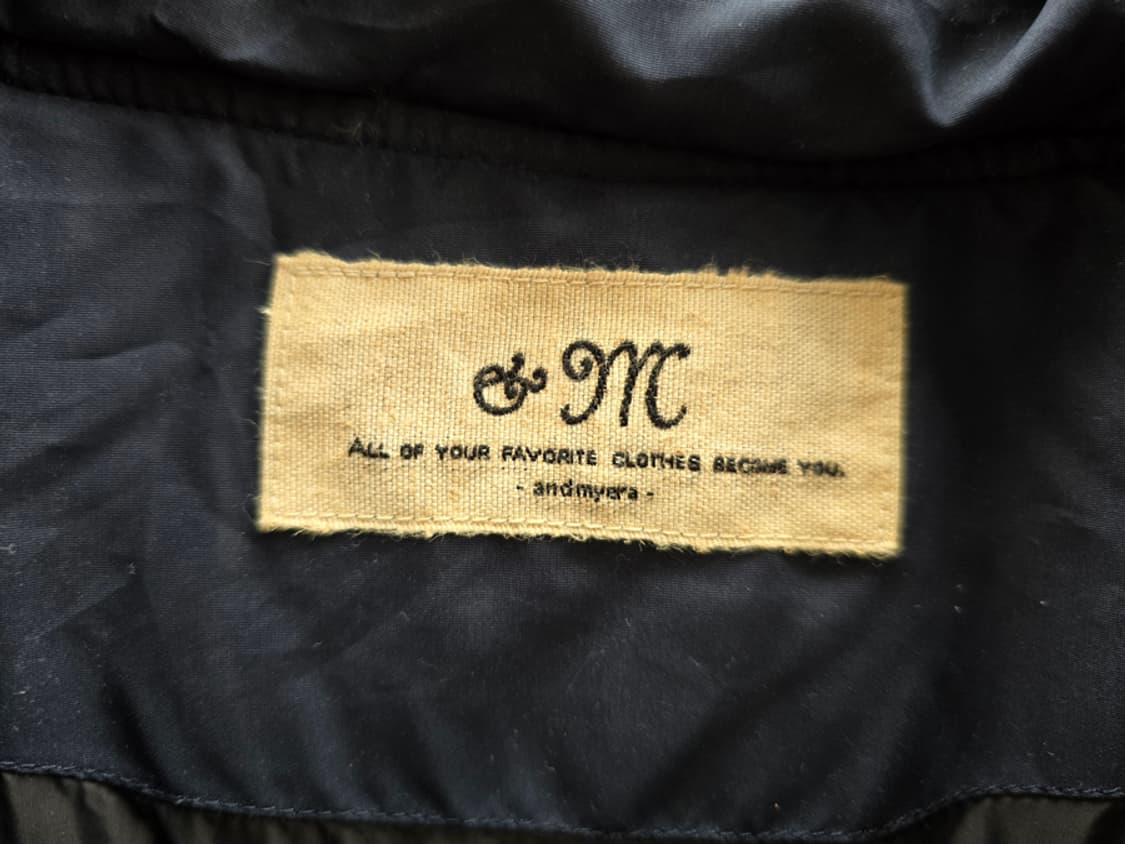 & M
ALL OF YOUR FAVORITE CLOTHES BECOME YOU.
- andmyera -